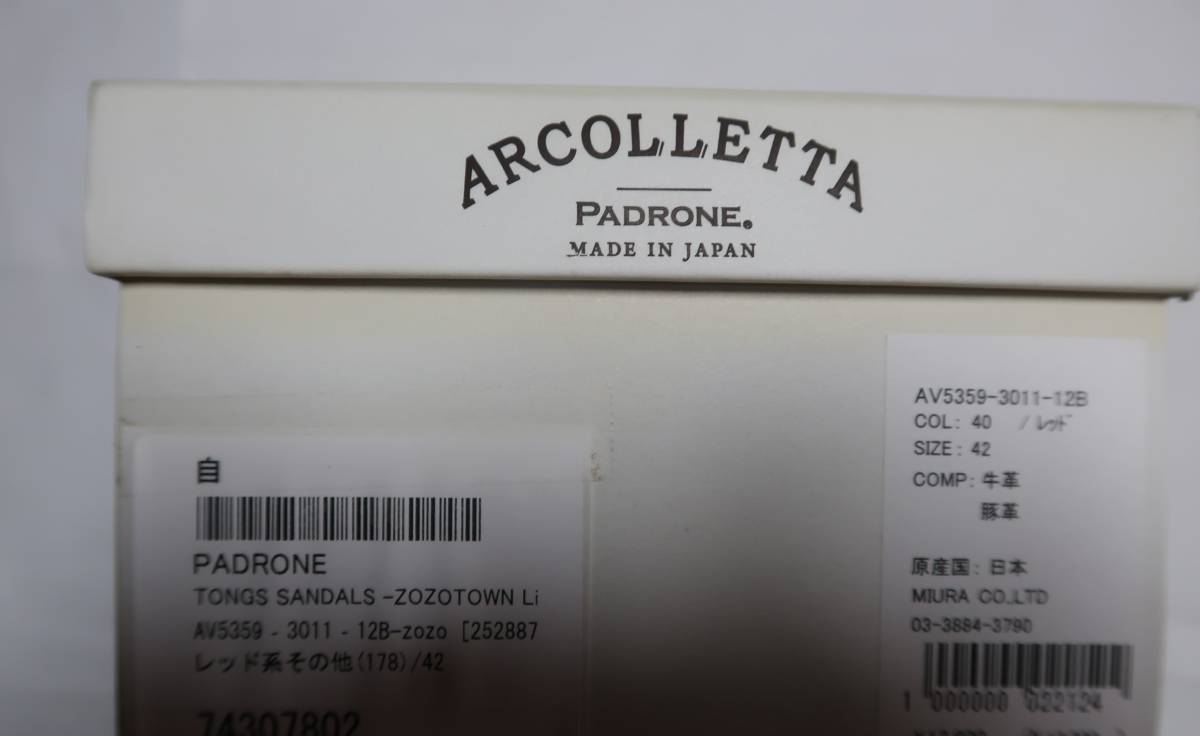 ARCOLLETTA
PADRONE.
MADE IN JAPAN
自
PADRONE
TONGS SANDALS -ZOZOTOWN Li
AV5359 - 3011 - 12B-zozo [252887
レッド系その他(178)/42
74307802
AV5359-3011-12B
COL: 40 / レッド
SIZE: 42
COMP: 牛革
豚革
原産国: 日本
MIURA CO.,LTD
03-3884-3790
1 000000 022124